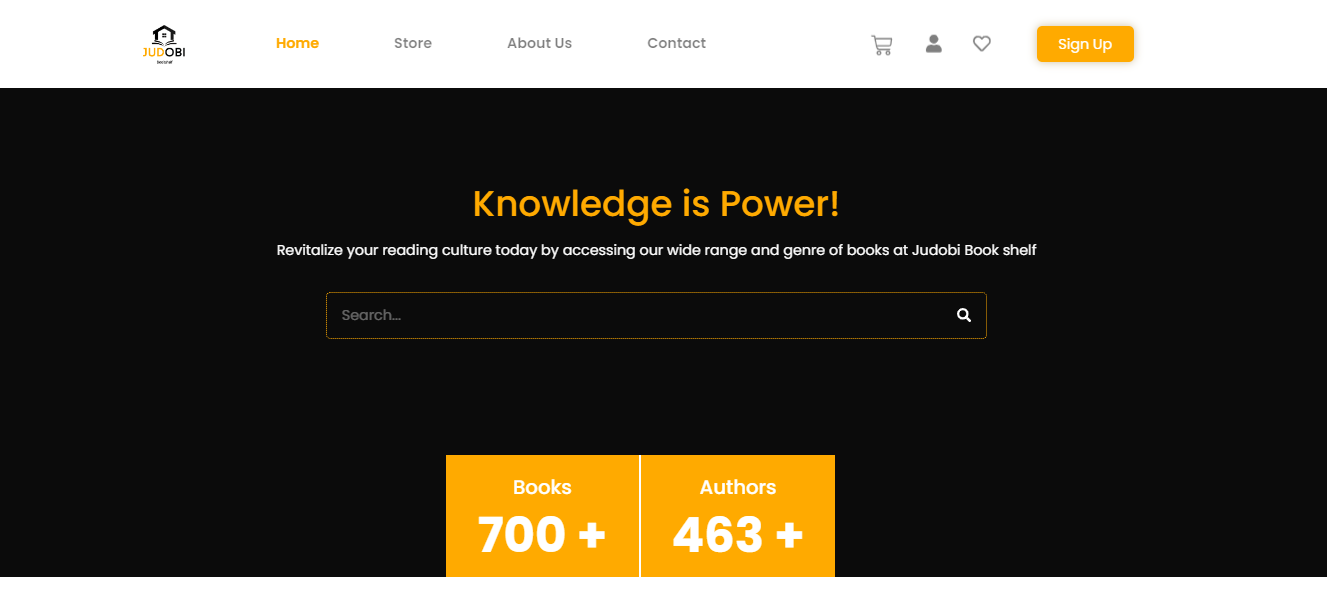 JUDOBI
Home
Store
About Us
Contact
Sign Up
Knowledge is Power!
Revitalize your reading culture today by accessing our wide range and genre of books at Judobi Book shelf
Search...
Books
700 +
Authors
463 +